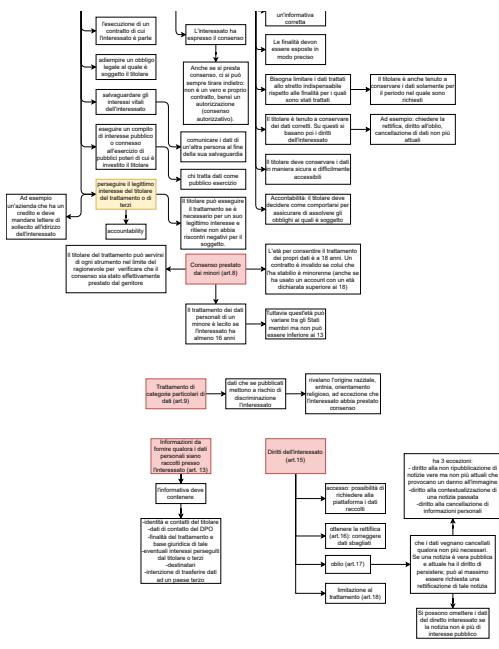 l'esecuzione di un
contratto di cui
l'interessato è parte
adempiere un obbligo
legale al quale è
soggetto il titolare
salvaguardare gli
interessi vitali
dell'interessato
eseguire un compito
di interesse pubblico
o connesso
all'esercizio di
pubblici poteri di cui è
investito il titolare
perseguire il legittimo
interesse del titolare
del trattamento o di
terzi
Ad esempio
un'azienda che ha un
credito e deve
mandare lettere di
sollecito all'idirizzo
dell'interessato
accountability
L'interessato ha
espresso il consenso
Anche se si presta
consenso, ci si può
sempre tirare indietro:
non è un vero e proprio
contratto, bensì un
autorizzazione
(consenso
autorizzativo).
comunicare i dati di
un'altra persona al fine
della sua salvaguardia
chi tratta dati come
pubblico esercizio
Il titolare può eseguire
il trattamento se è
necessario per un suo
legittimo interesse e
ritiene non abbia
riscontri negativi per il
soggetto.
un'informativa
corretta
Le finalità devon
essere esposte in
modo preciso
Bisogna limitare i dati trattati
allo stretto indispensabile
rispetto alle finalità per i quali
sono stati trattati
Il titolare è anche tenuto a
conservare i dati solamente per
il periodo nel quale sono
richiesti
Il titolare è tenuto a conservare
dei dati corretti. Su questi si
basano poi i diritti
dell'interessato
Ad esempio: chiedere la
rettifica, diritto all'oblio,
cancellazione di dati non più
attuali
Il titolare deve conservare i dati
in maniera sicura e difficilmente
accessibili
Accountabilità: il titolare deve
decidere come comportarsi per
assicurare di assolvere gli
obblighi al quale è soggetto
Il titolare del trattamento può servirsi
di ogni strumento nel limite del
ragionevole per verificare che il
consenso sia stato effettivamente
prestato dal genitore
Consenso prestato
dai minori (art.8)
L'età per consentire il trattamento
dei propri dati è a 18 anni. Un
contratto è invalido se colui che
l'ha stabilo è minorenne (anche se
ha usato un account con un età
dichiarata superiore ai 18)
Il trattamento dei dati
personali di un
minore è lecito se
l'interessato ha
almeno 16 anni
Tuttavia quest'età può
variare tra gli Stati
membri ma non può
essere inferiore ai 13
Trattamento di
categorie particolari di
dati (art.9)
dati che se pubblicati
mettono a rischio di
discriminazione
l'interessato
rivelano l'origine razziale,
entnia, orientamento
religioso, ad eccezione che
l'interessato abbia prestato
consenso
Informazioni da
fornire qualora i dati
personali siano
raccolti presso
l'interessato (art. 13)
l'informativa deve
contenere
-identità e contatti del titolare
-dati di contatto del DPO
-finalità del trattamento e
base giuridica di tale
-eventuali interessi perseguiti
dal titolare o terzi
-destinatari
-intenzione di trasferire dati
ad un paese terzo
Diritti dell'interessato
(art.15)
accesso: possibilità di
richiedere alla
piattaforma i dati
raccolti
ottenere la rettifica
(art.16): correggere
dati sbagliati
oblio (art.17)
limitazione al
trattamento (art.18)
ha 3 eccezioni:
- diritto alla non ripubblicazione di
notizie vere ma non più attuali che
provocano un danno all'immagine
-diritto alla contestualizzazione di
una notizia passata
-diritto alla cancellazione di
informazioni personali
che i dati vegnano cancellati
qualora non più necessari.
Se una notizia è vera pubblica
e attuale ha il diritto di
persistere; può al massimo
essere richiesta una
rettificazione di tale notizia
Si possono omettere i dati
del diretto interessato se
la notizia non è più di
interesse pubblico